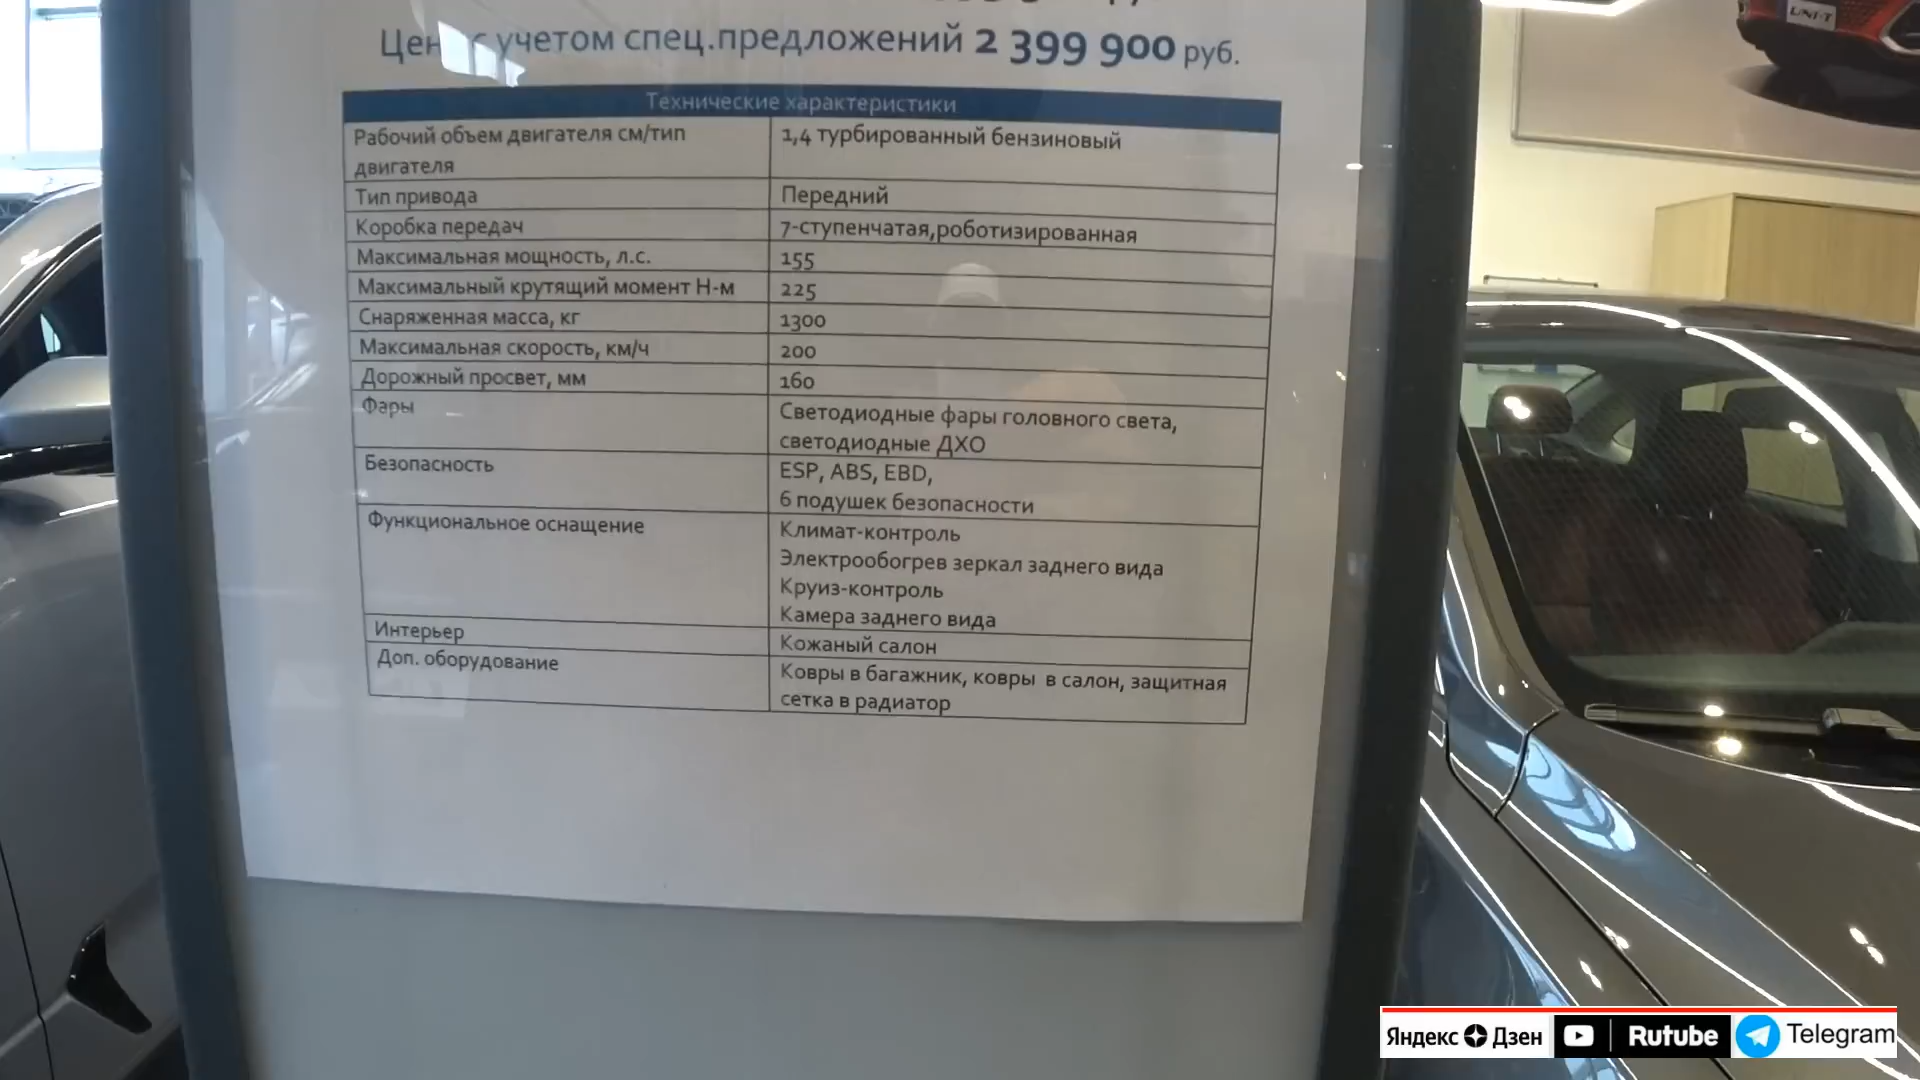 Цена с учетом спец.предложений 2 399 900 руб.
Технические характеристики
Рабочий объем двигателя см/тип двигателя
1,4 турбированный бензиновый
Тип привода
Передний
Коробка передач
7-ступенчатая,роботизированная
Максимальная мощность, л.с.
155
Максимальный крутящий момент Н-м
225
Снаряженная масса, кг
1300
Максимальная скорость, км/ч
200
Дорожный просвет, мм
160
Фары
Светодиодные фары головного света,
светодиодные ДХО
Безопасность
ESP, ABS, EBD,
6 подушек безопасности
Функциональное оснащение
Климат-контроль
Электрообогрев зеркал заднего вида
Круиз-контроль
Камера заднего вида
Интерьер
Кожаный салон
Доп. оборудование
Ковры в багажник, ковры в салон, защитная
сетка в радиатор
UNI-T
Яндекс Дзен Rutube Telegram